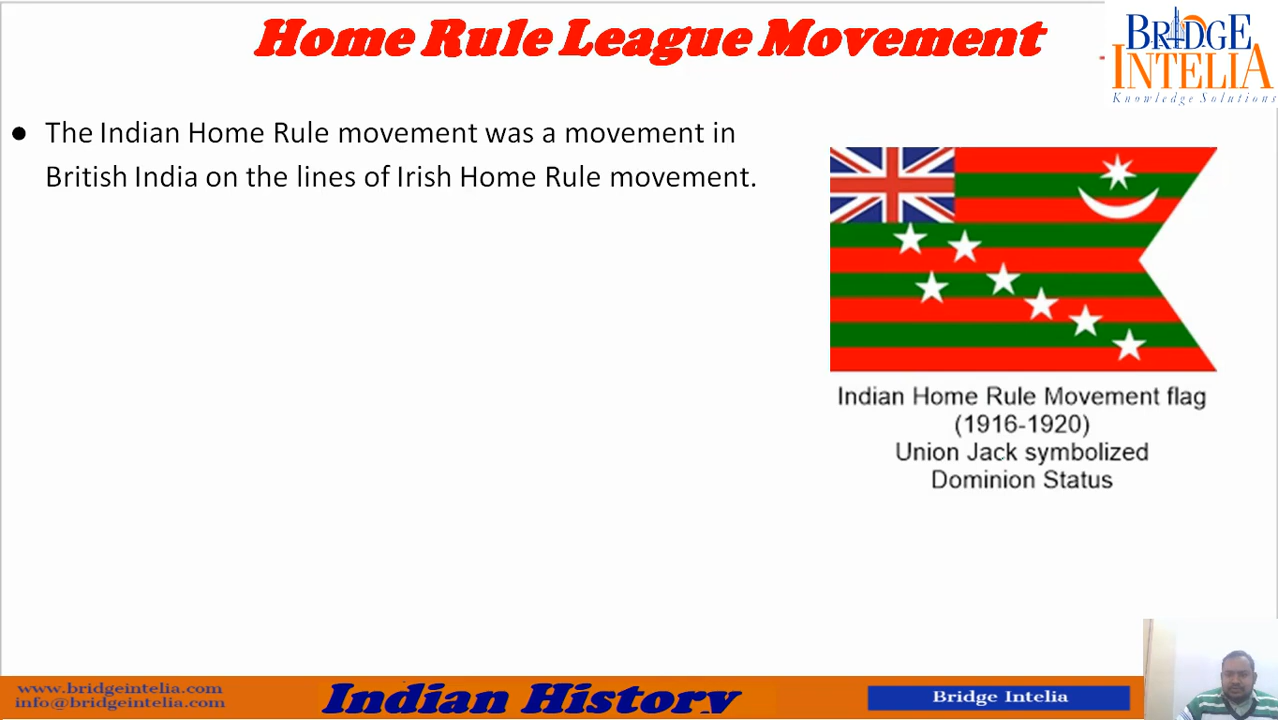 Home Rule League Movement
BRIDGE
INTELIA
Knowledge Solutions
● The Indian Home Rule movement was a movement in
British India on the lines of Irish Home Rule movement.
Indian Home Rule Movement flag
(1916-1920)
Union Jack symbolized
Dominion Status
www.bridgeintelia.com
info@bridgeintelia.com
Indian History
Bridge Intelia